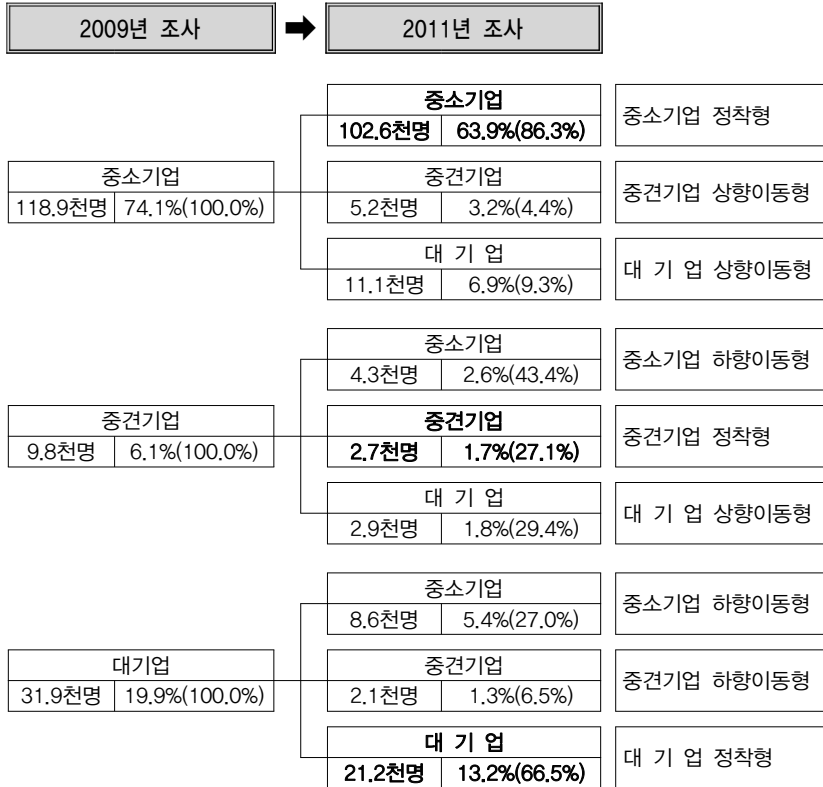 2009년 조사 ➡ 2011년 조사
중소기업
102.6천명 63.9%(86.3%)
중소기업 정착형
중소기업
118.9천명 74.1%(100.0%)
중견기업
5.2천명 3.2%(4.4%)
중견기업 상향이동형
대 기 업
11.1천명 6.9%(9.3%)
대 기 업 상향이동형
중소기업
4.3천명 2.6%(43.4%)
중소기업 하향이동형
중견기업
9.8천명 6.1%(100.0%)
중견기업
2.7천명 1.7%(27.1%)
중견기업 정착형
대 기 업
2.9천명 1.8%(29.4%)
대 기 업 상향이동형
중소기업
8.6천명 5.4%(27.0%)
중소기업 하향이동형
대기업
31.9천명 19.9%(100.0%)
중견기업
2.1천명 1.3%(6.5%)
중견기업 하향이동형
대 기 업
21.2천명 13.2%(66.5%)
대 기 업 정착형